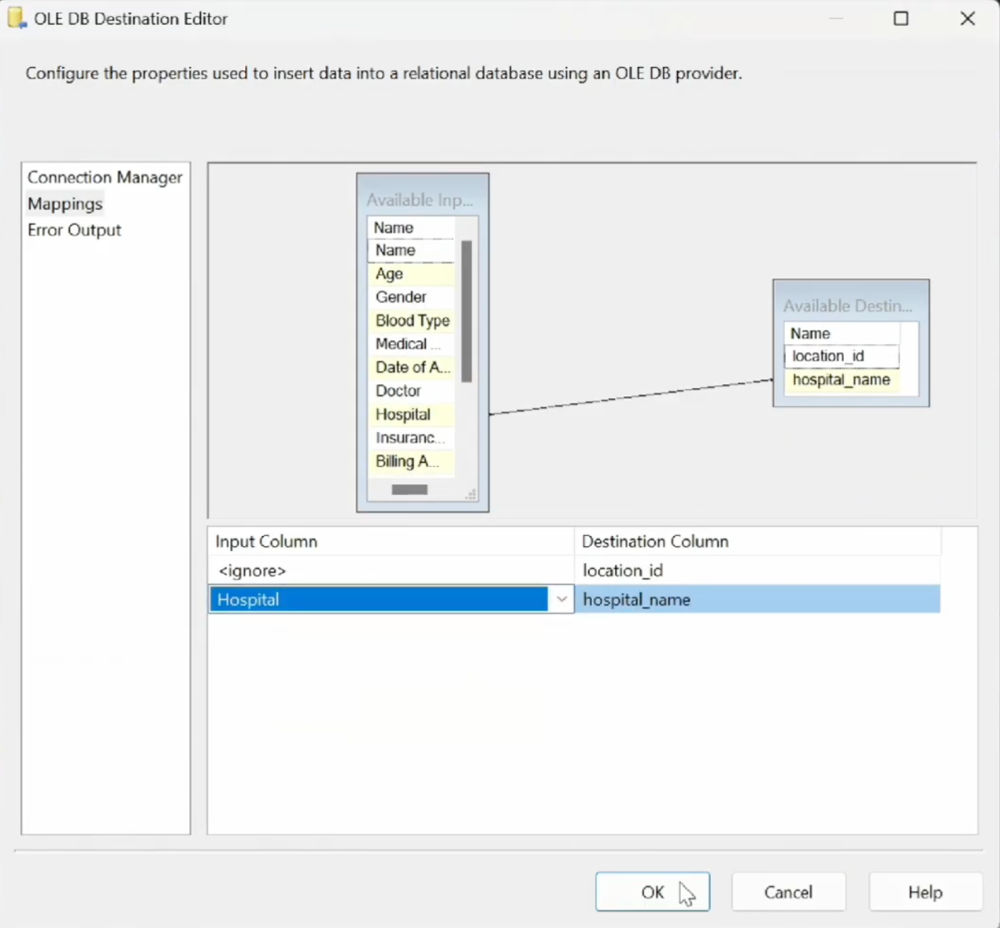 OLE DB Destination Editor
Configure the properties used to insert data into a relational database using an OLE DB provider.
Connection Manager
Mappings
Error Output
Available Inp...
Name
Name
Age
Gender
Blood Type
Medical ...
Date of A...
Doctor
Hospital
Insuranc...
Billing A...
Available Destin...
Name
location_id
hospital_name
Input Column Destination Column
<ignore> location_id
Hospital hospital_name
OK Cancel Help